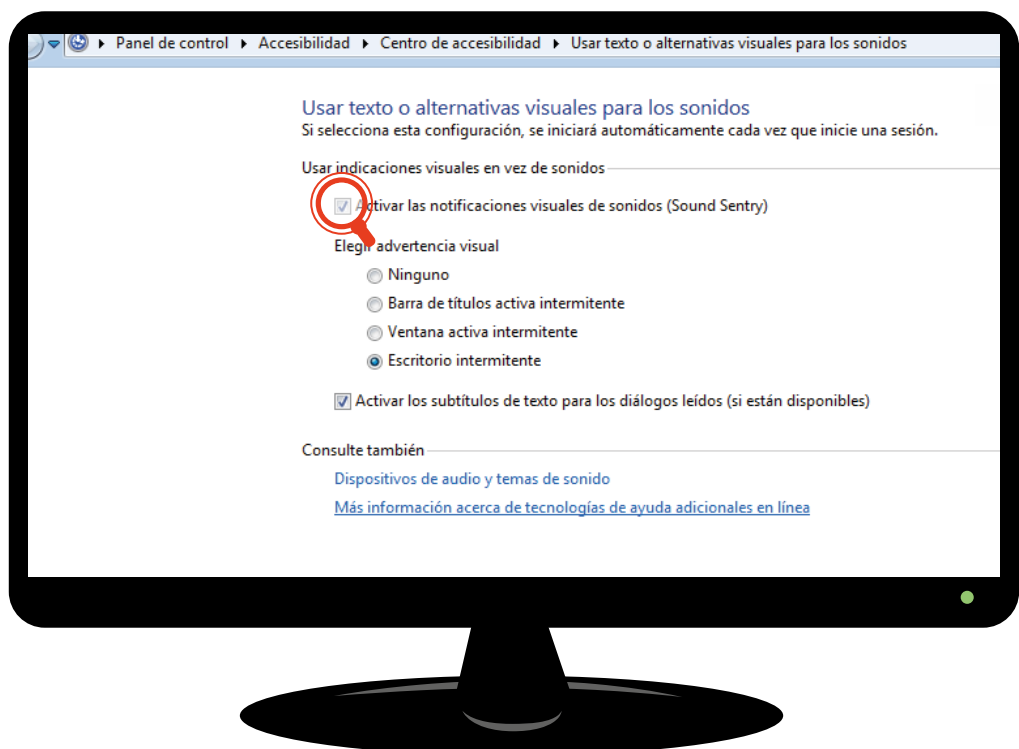 Panel de control Accesibilidad Centro de accesibilidad Usar texto o alternativas visuales para los sonidos
Usar texto o alternativas visuales para los sonidos
Si selecciona esta configuración, se iniciará automáticamente cada vez que inicie una sesión.
Usar indicaciones visuales en vez de sonidos
Activar las notificaciones visuales de sonidos (Sound Sentry)
Elegir advertencia visual
Ninguno
Barra de títulos activa intermitente
Ventana activa intermitente
Escritorio intermitente
Activar los subtítulos de texto para los diálogos leídos (si están disponibles)
Consulte también
Dispositivos de audio y temas de sonido
Más información acerca de tecnologías de ayuda adicionales en línea